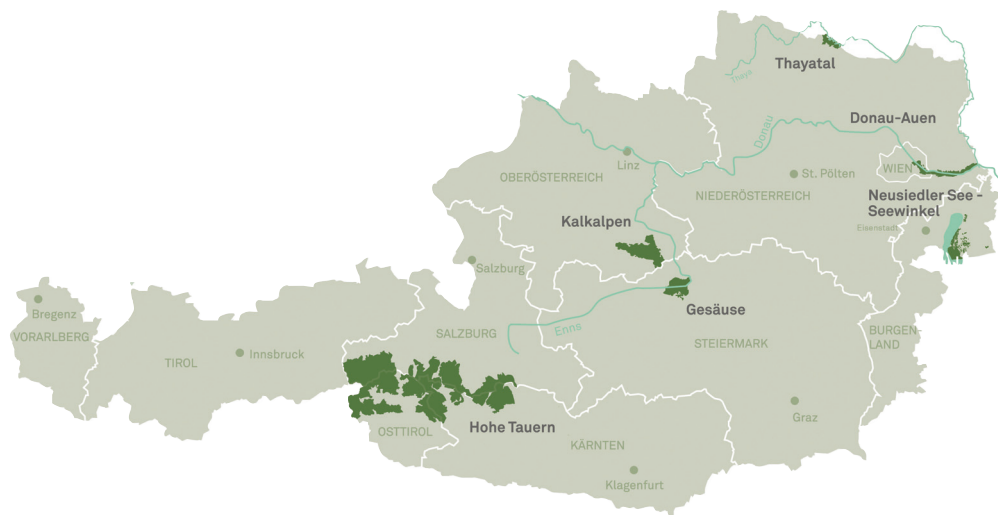 Thayatal
Thaya
Donau-Auen
Donau
Linz
WIEN
St. Pölten
OBERÖSTERREICH
NIEDERÖSTERREICH
Neusiedler See -
Seewinkel
Kalkalpen
Eisenstadt
Salzburg
Bregenz
Gesäuse
Enns
VORARLBERG
SALZBURG
BURGEN-
LAND
STEIERMARK
TIROL
Innsbruck
Graz
Hohe Tauern
OSTTIROL
KÄRNTEN
Klagenfurt